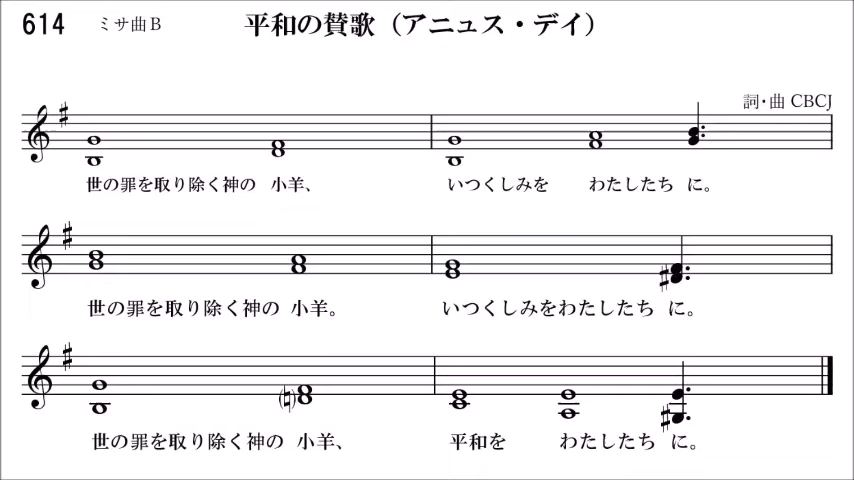 614 ミサ曲B 平和の賛歌（アニュス・デイ）
詞・曲 CBCJ
世の罪を取り除く神の 小羊、 いつくしみを わたしたち に。
世の罪を取り除く神の 小羊。 いつくしみをわたしたち に。
世の罪を取り除く神の 小羊、 平和を わたしたち に。